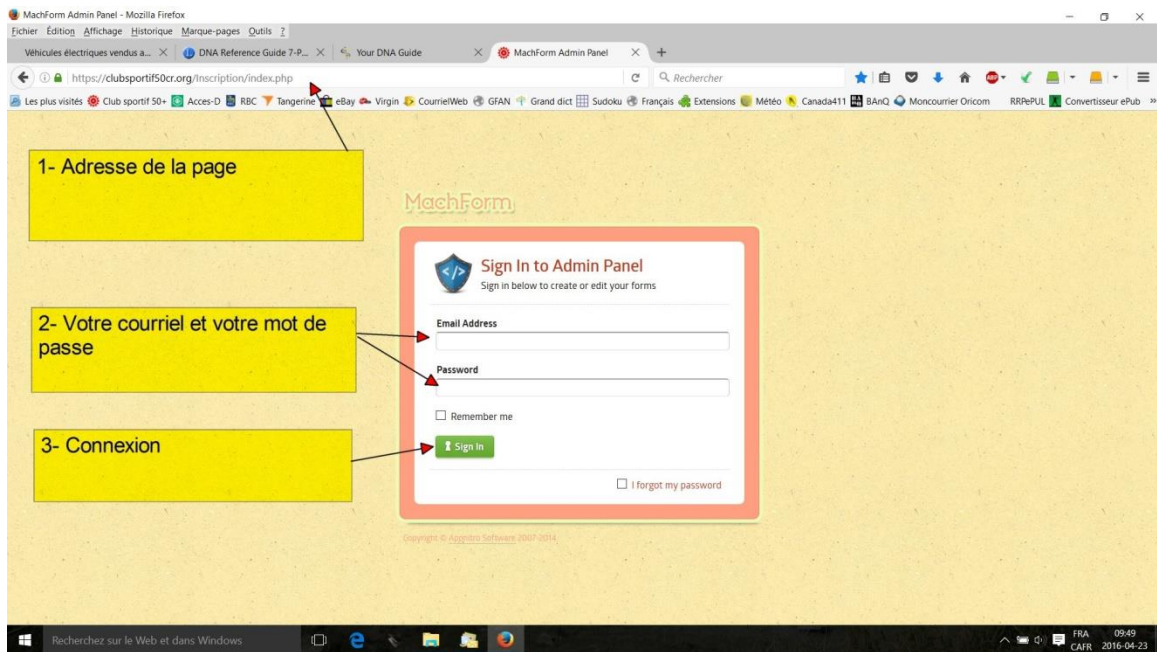 MachForm Admin Panel - Mozilla Firefox
Fichier Édition Affichage Historique Marque-pages Outils ?
Véhicules électriques vendus a... DNA Reference Guide 7-P... Your DNA Guide MachForm Admin Panel
https://clubsportif50cr.org/Inscription/index.php Rechercher
Les plus visités Club sportif 50+ Acces-D RBC Tangerine eBay Virgin CourrielWeb GFAN Grand dict Sudoku Français Extensions Météo Canada411 BAnQ Moncourrier Oricom RRPePUL Convertisseur ePub
1- Adresse de la page
MachForm
Sign In to Admin Panel
Sign in below to create or edit your forms
2- Votre courriel et votre mot de
passe
Email Address
Password
Remember me
3- Connexion
Sign In
I forgot my password
Copyright © Appnitro Software 2007-2014
Recherchez sur le Web et dans Windows
FRA 09:49
CAFR 2016-04-23